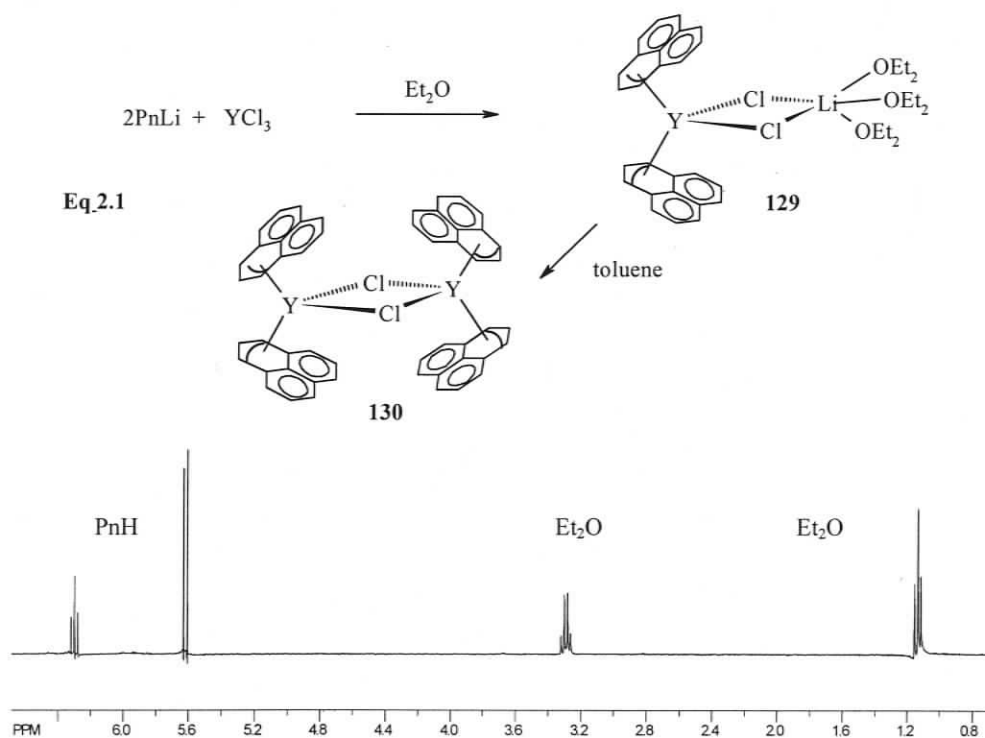 2PnLi + YCl3
Et2O
Y
Cl
Cl
Li
OEt2
OEt2
OEt2
129
Eq.2.1
toluene
Y
Cl
Cl
Y
130
PnH
Et2O
Et2O
PPM 6.0 5.6 5.2 4.8 4.4 4.0 3.6 3.2 2.8 2.4 2.0 1.6 1.2 0.8